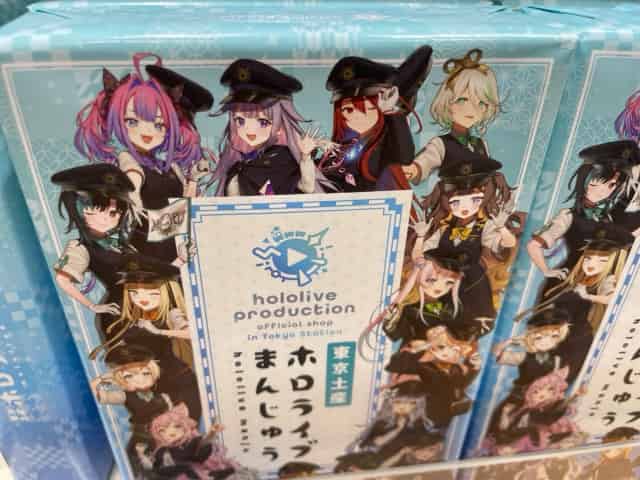 hololive
production
official shop
in Tokyo Station
東京土産
ホロライブ
まんじゅう